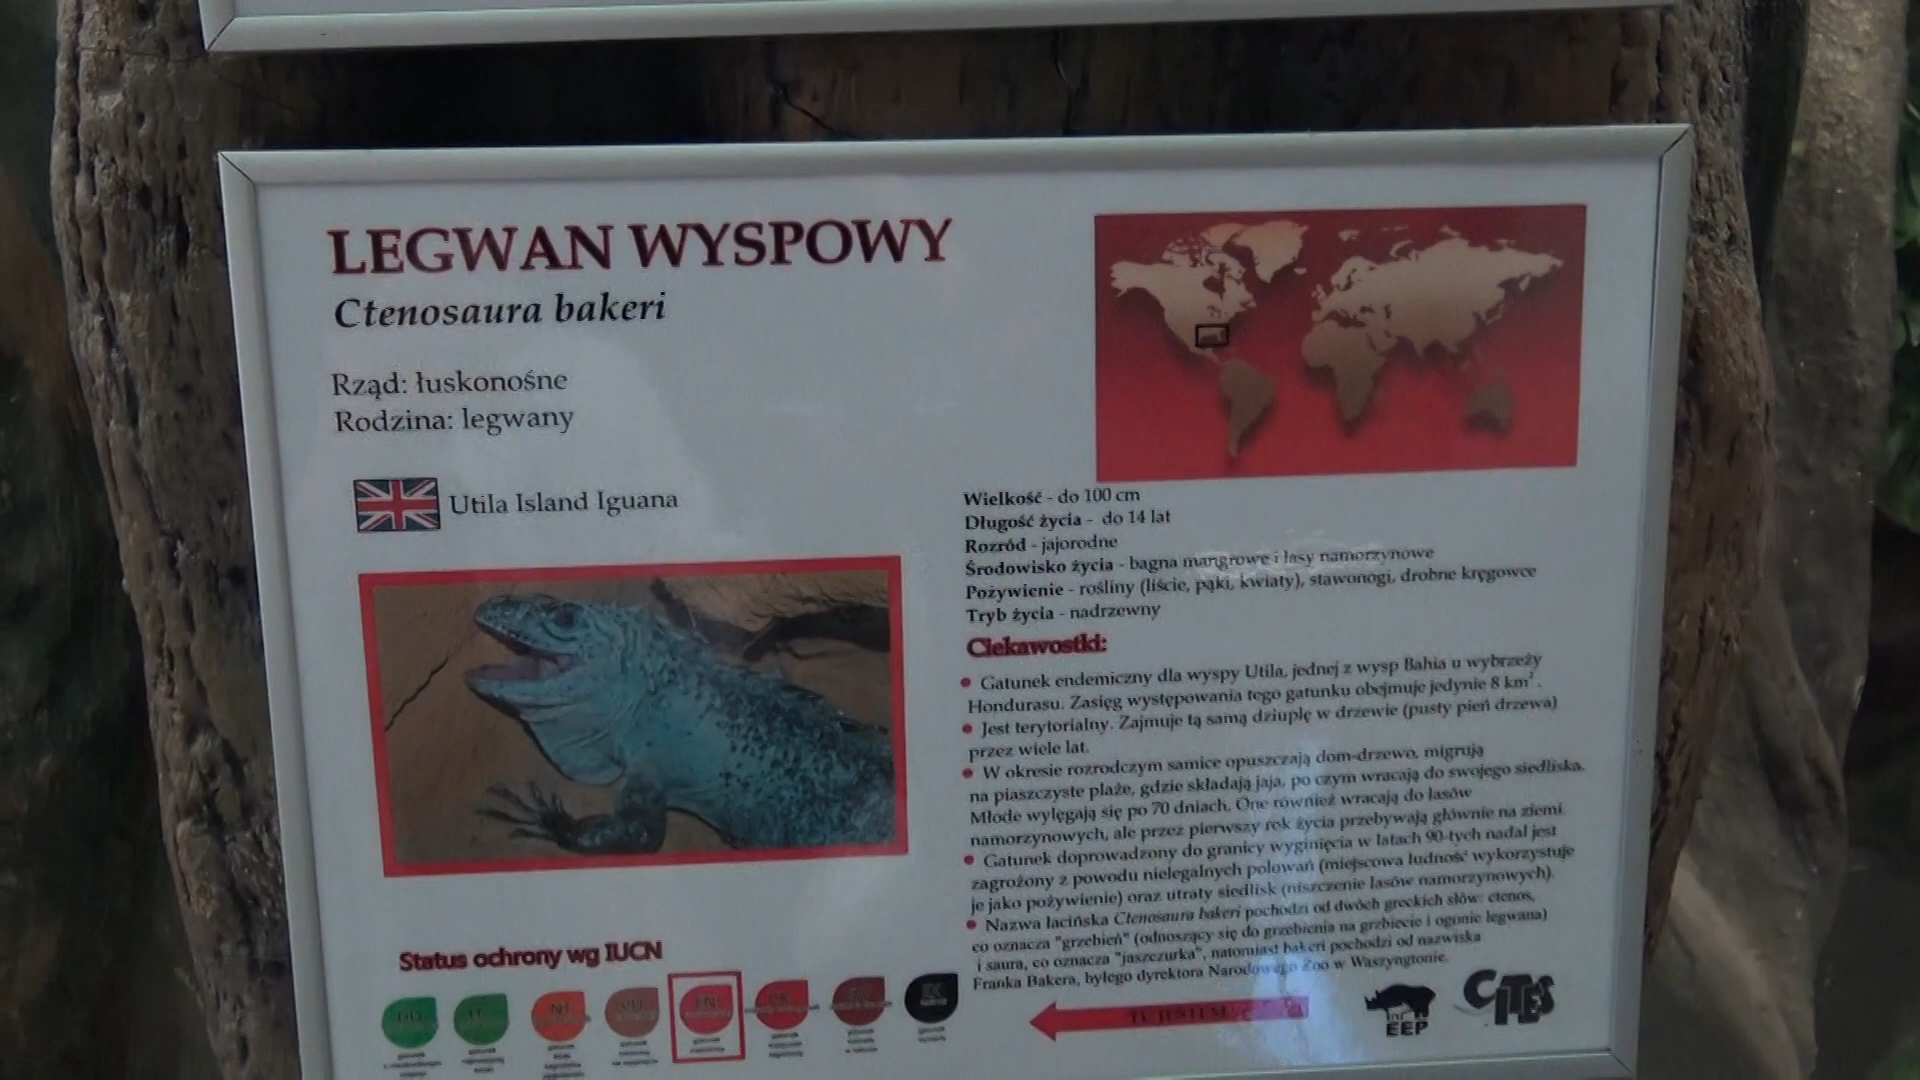 LEGWAN WYSPOWY
Ctenosaura bakeri
Rząd: łuskonośne
Rodzina: legwany
Utila Island Iguana
Wielkość - do 100 cm
Długość życia - do 14 lat
Rozród - jajorodne
Środowisko życia - bagna mangrowe i lasy namorzynowe
Pożywienie - rośliny (liście, pąki, kwiaty), stawonogi, drobne kręgowce
Tryb życia - nadrzewny
Ciekawostki:
• Gatunek endemiczny dla wyspy Utila, jednej z wysp Bahia u wybrzeży
Hondurasu. Zasięg występowania tego gatunku obejmuje jedynie 8 km².
• Jest terytorialny. Zajmuje tą samą dziuplę w drzewie (pusty pień drzewa)
przez wiele lat.
• W okresie rozrodczym samice opuszczają dom-drzewo, migrują
na piaszczyste plaże, gdzie składają jaja, po czym wracają do swojego siedliska.
Młode wylęgają się po 70 dniach. One również wracają do lasów
namorzynowych, ale przez pierwszy rok życia przebywają głównie na ziemi
• Gatunek doprowadzony do granicy wyginięcia w latach 90-tych nadal jest
zagrożony z powodu nielegalnych polowań (miejscowa ludność wykorzystuje
je jako pożywienie) oraz utraty siedlisk (niszczenie lasów namorzynowych).
• Nazwa łacińska Ctenosaura bakeri pochodzi od dwóch greckich słów: ctenos,
co oznacza "grzebień" (odnoszący się do grzebienia na grzbiecie i ogonie legwana)
i saura, co oznacza "jaszczurka", natomiast bakeri pochodzi od nazwiska
Franka Bakera, byłego dyrektora Narodowego Zoo w Waszyngtonie.
Status ochrony wg IUCN
DD NT VU EN CR EX
EEP
CITES